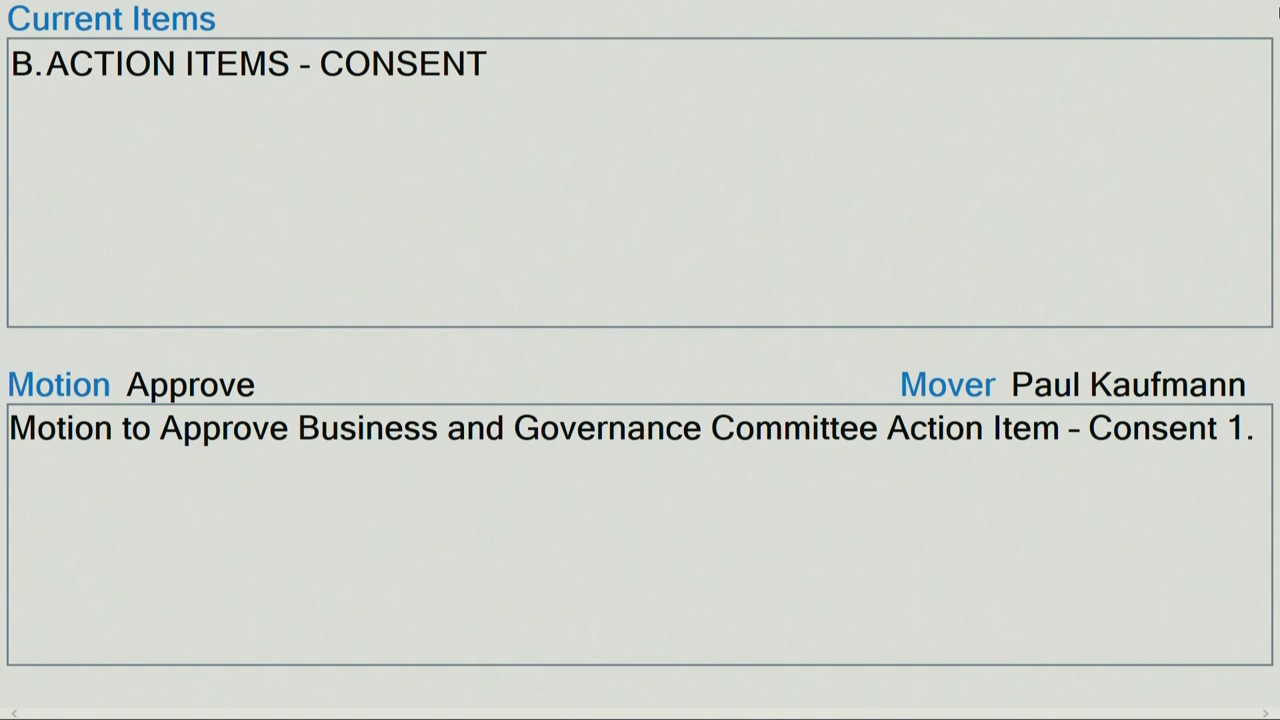 Current Items
B. ACTION ITEMS - CONSENT
Motion Approve Mover Paul Kaufmann
Motion to Approve Business and Governance Committee Action Item - Consent 1.